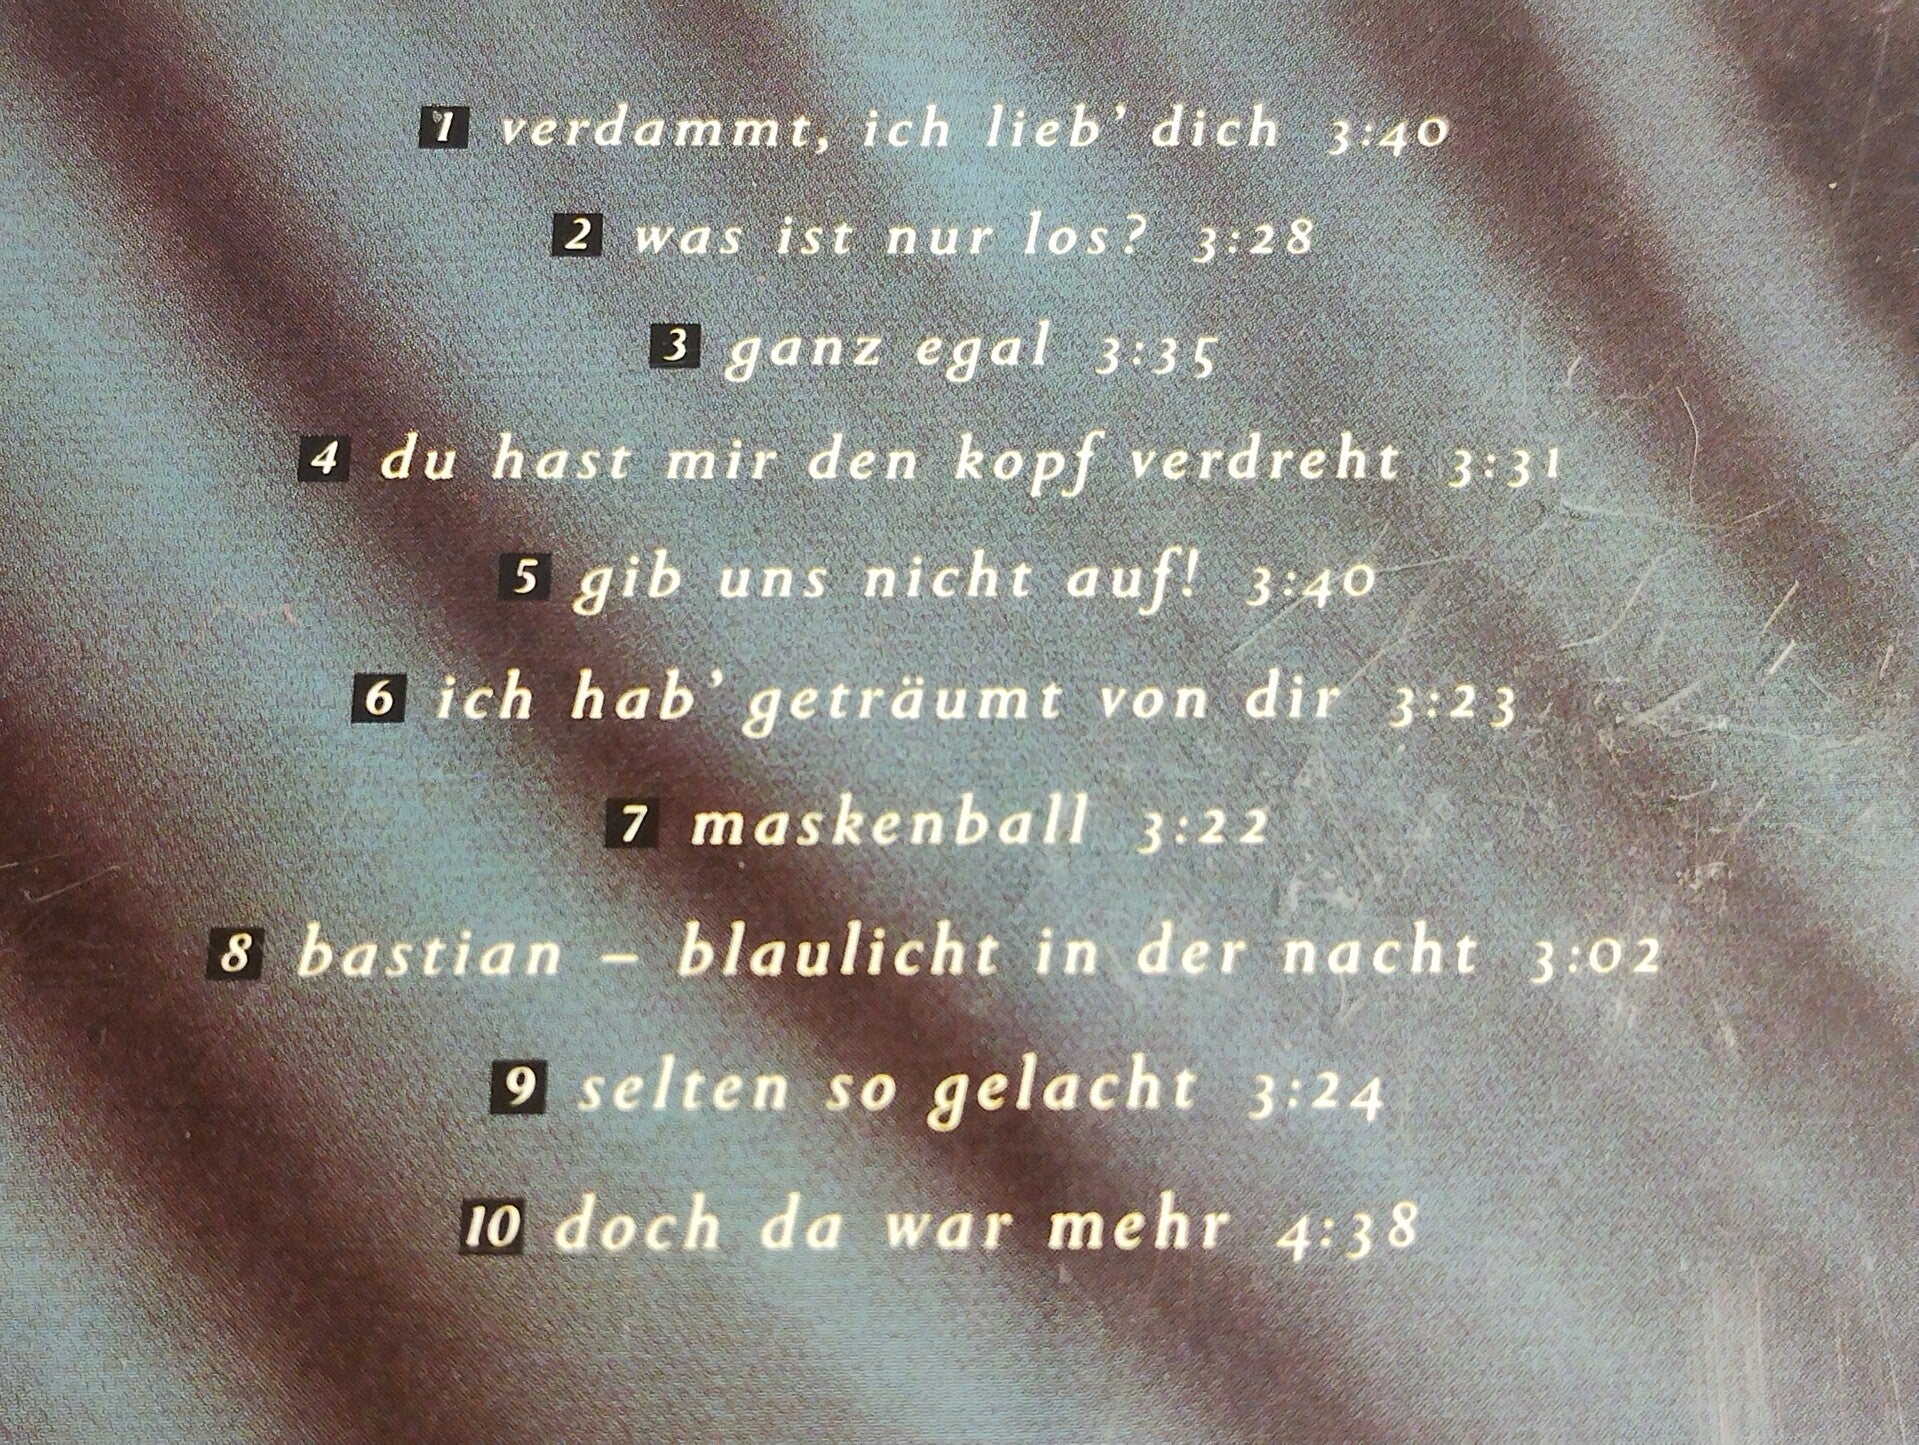 1 verdammt, ich lieb' dich 3:40
2 was ist nur los? 3:28
3 ganz egal 3:35
4 du hast mir den kopf verdreht 3:31
5 gib uns nicht auf! 3:40
6 ich hab' geträumt von dir 3:23
7 maskenball 3:22
8 bastian – blaulicht in der nacht 3:02
9 selten so gelacht 3:24
10 doch da war mehr 4:38